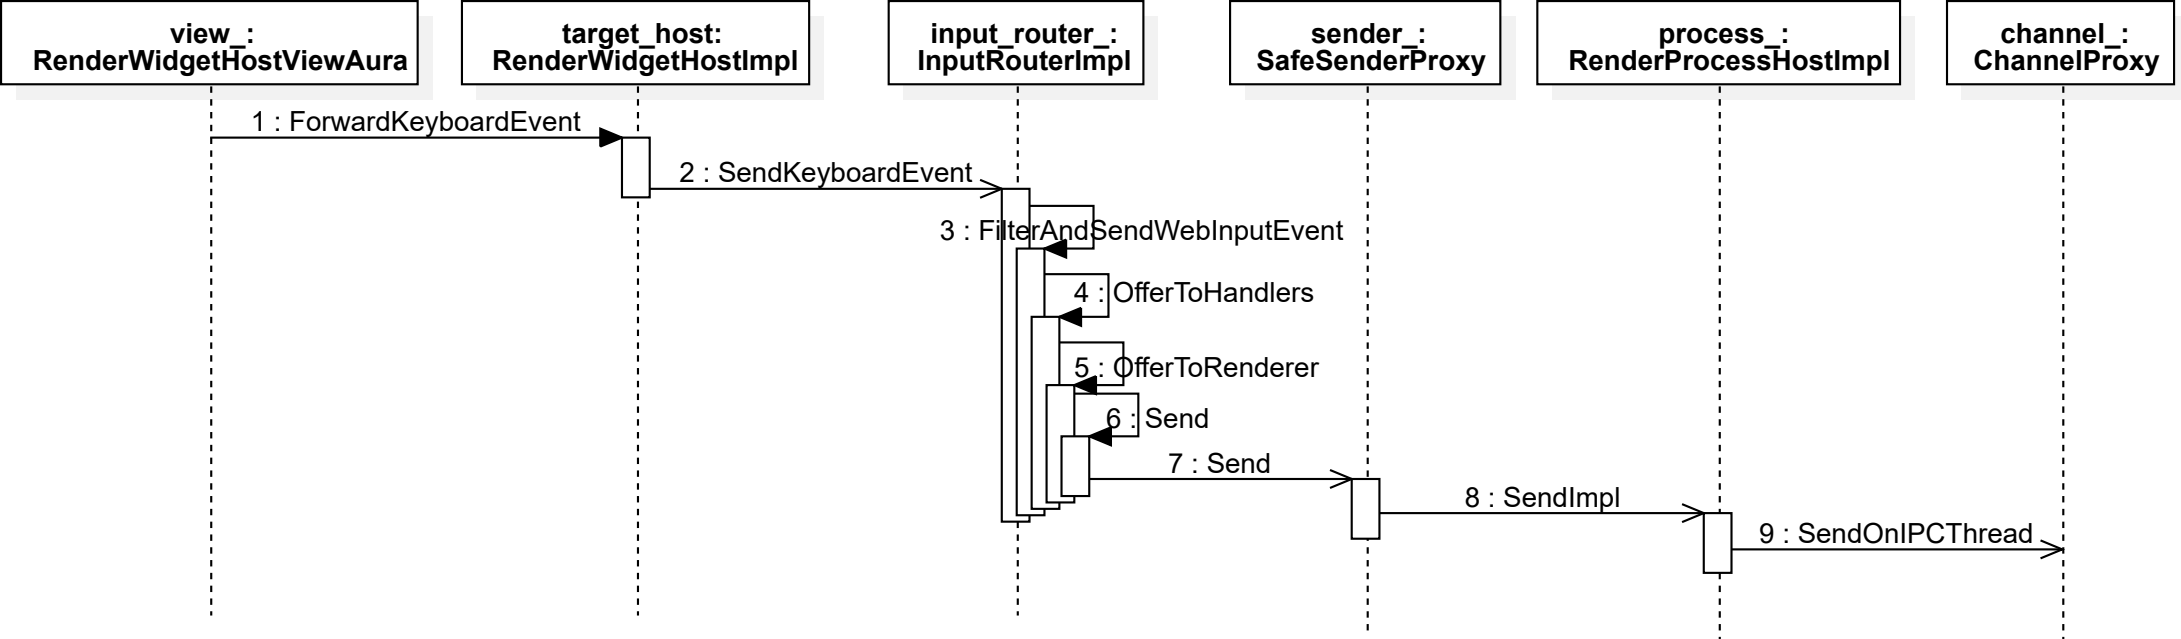 view_:
RenderWidgetHostViewAura
target_host:
RenderWidgetHostImpl
input_router_:
InputRouterImpl
sender_:
SafeSenderProxy
process_:
RenderProcessHostImpl
channel_:
ChannelProxy
1 : ForwardKeyboardEvent
2 : SendKeyboardEvent
3 : FilterAndSendWebInputEvent
4 : OfferToHandlers
5 : OfferToRenderer
6 : Send
7 : Send
8 : SendImpl
9 : SendOnIPCThread